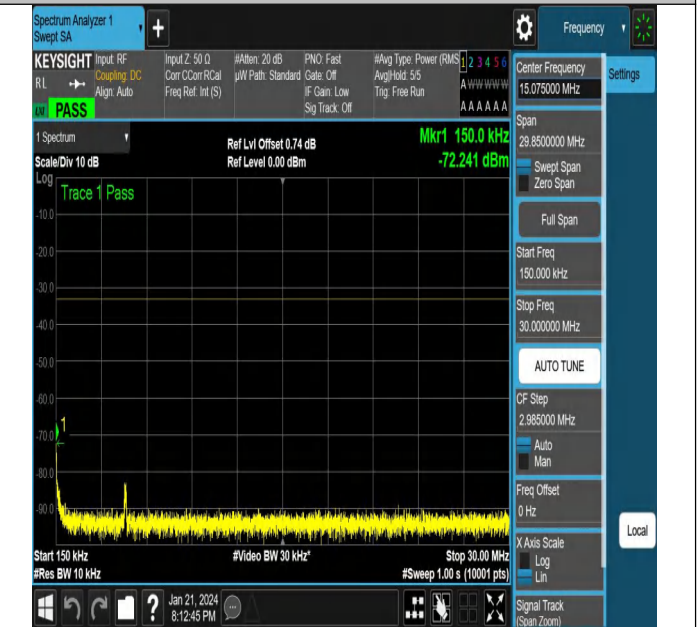 Spectrum Analyzer 1
Swept SA
+
Frequency
KEYSIGHT
RL
Input: RF
Coupling: DC
Align: Auto
Input Z: 50 Ω
Corr CCorr RCal
Freq Ref: Int (S)
#Atten: 20 dB
µW Path: Standard
PNO: Fast
Gate: Off
IF Gain: Low
Sig Track: Off
#Avg Type: Power (RMS
Avg|Hold: 5/5
Trig: Free Run
1 2 3 4 5 6
A W W W W W
A A A A A A
PASS
1 Spectrum
Scale/Div 10 dB
Ref Lvl Offset 0.74 dB
Ref Level 0.00 dBm
Mkr1 150.0 kHz
-72.241 dBm
Log
Trace 1 Pass
-10.0
-20.0
-30.0
-40.0
-50.0
-60.0
-70.0
-80.0
-90.0
1
Start 150 kHz
#Video BW 30 kHz*
Stop 30.00 MHz
#Res BW 10 kHz
#Sweep 1.00 s (10001 pts)
?
Jan 21, 2024
8:12:45 PM
Center Frequency
15.075000 MHz
Settings
Span
29.8500000 MHz
Swept Span
Zero Span
Full Span
Start Freq
150.000 kHz
Stop Freq
30.000000 MHz
AUTO TUNE
CF Step
2.985000 MHz
Auto
Man
Freq Offset
0 Hz
X Axis Scale
Log
Lin
Signal Track
(Span Zoom)
Local